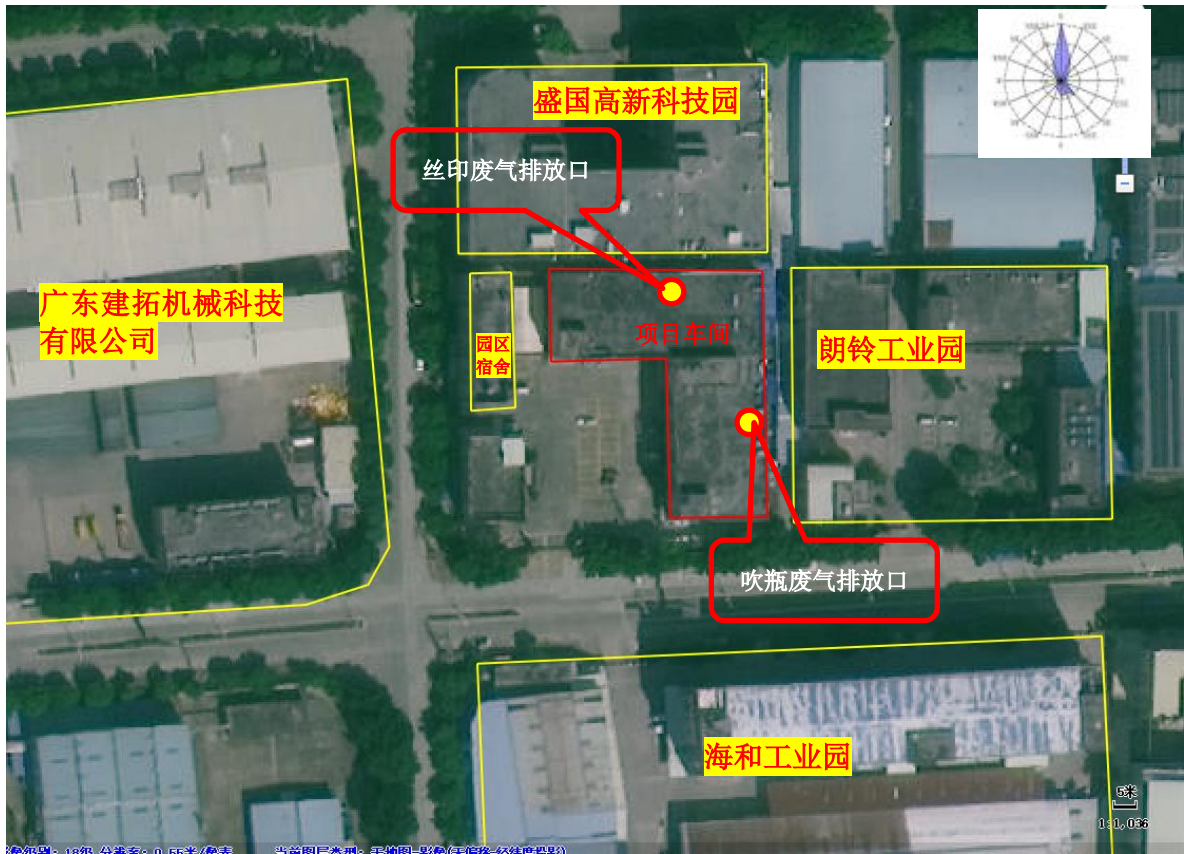 盛国高新科技园
丝印废气排放口
广东建拓机械科技
有限公司
园区
宿舍
项目车间
朗铃工业园
吹瓶废气排放口
海和工业园
5米
1:1,036